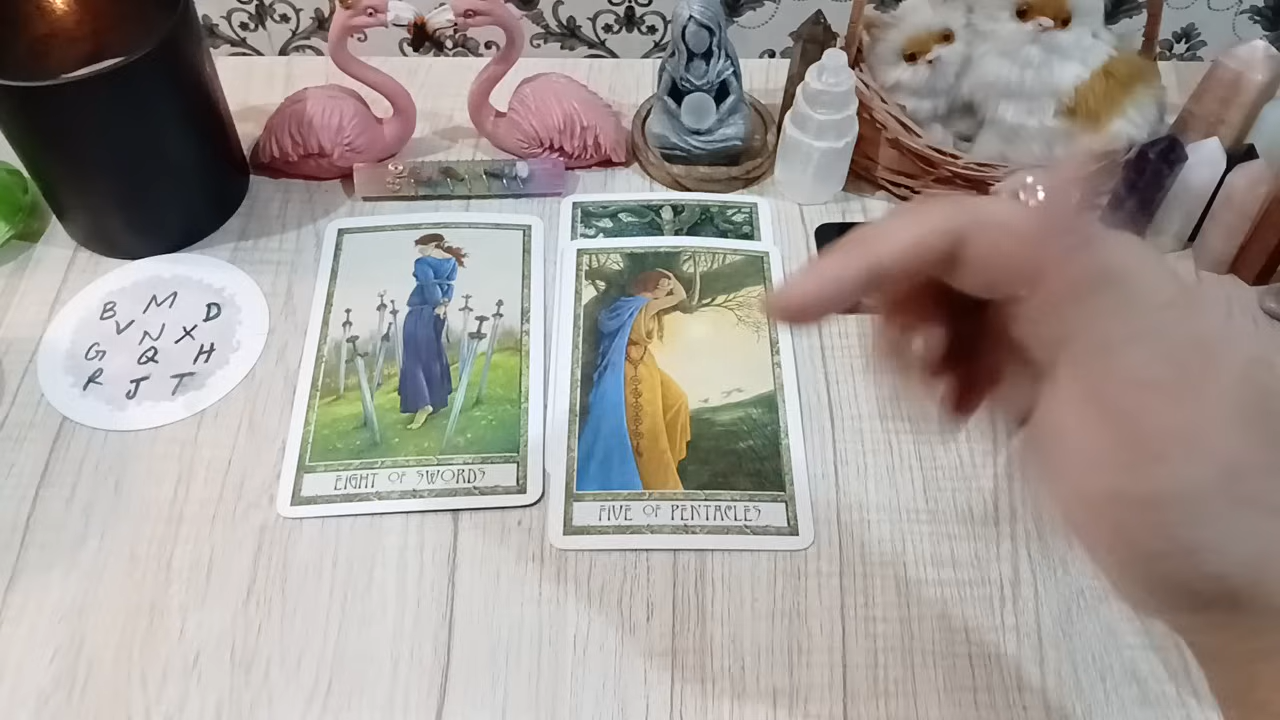 B M D
V N X
G Q H
R J T
EIGHT OF SWORDS
FIVE OF PENTACLES